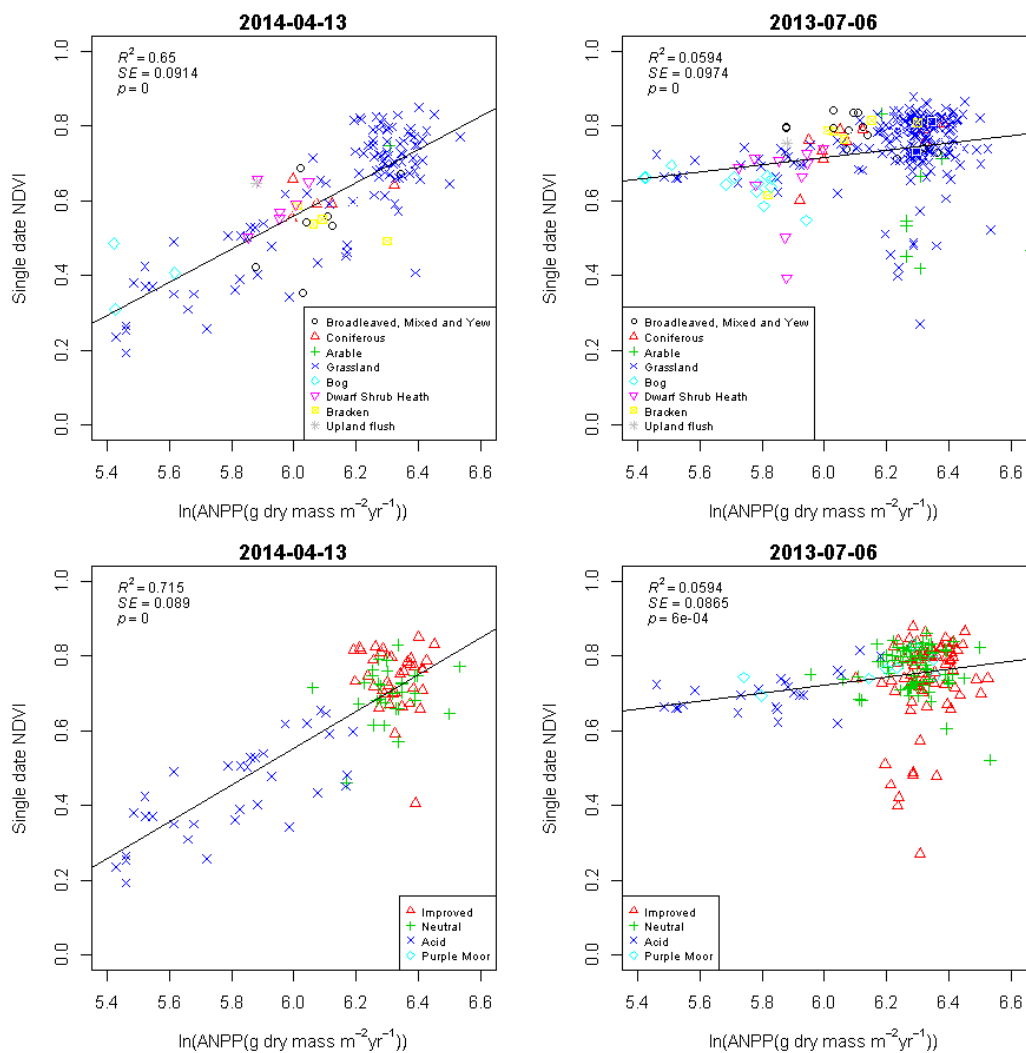 2014-04-13
R² = 0.65
SE = 0.0914
p = 0
Single date NDVI
1.0
0.8
0.6
0.4
0.2
0.0
Broadleaved, Mixed and Yew
Coniferous
Arable
Grassland
Bog
Dwarf Shrub Heath
Bracken
Upland flush
5.4 5.6 5.8 6.0 6.2 6.4 6.6
ln(ANPP(g dry mass m⁻²yr⁻¹))
2013-07-06
R² = 0.0594
SE = 0.0974
p = 0
Single date NDVI
1.0
0.8
0.6
0.4
0.2
0.0
Broadleaved, Mixed and Yew
Coniferous
Arable
Grassland
Bog
Dwarf Shrub Heath
Bracken
Upland flush
5.4 5.6 5.8 6.0 6.2 6.4 6.6
ln(ANPP(g dry mass m⁻²yr⁻¹))
2014-04-13
R² = 0.715
SE = 0.089
p = 0
Single date NDVI
1.0
0.8
0.6
0.4
0.2
0.0
Improved
Neutral
Acid
Purple Moor
5.4 5.6 5.8 6.0 6.2 6.4 6.6
ln(ANPP(g dry mass m⁻²yr⁻¹))
2013-07-06
R² = 0.0594
SE = 0.0865
p = 6e-04
Single date NDVI
1.0
0.8
0.6
0.4
0.2
0.0
Improved
Neutral
Acid
Purple Moor
5.4 5.6 5.8 6.0 6.2 6.4 6.6
ln(ANPP(g dry mass m⁻²yr⁻¹))